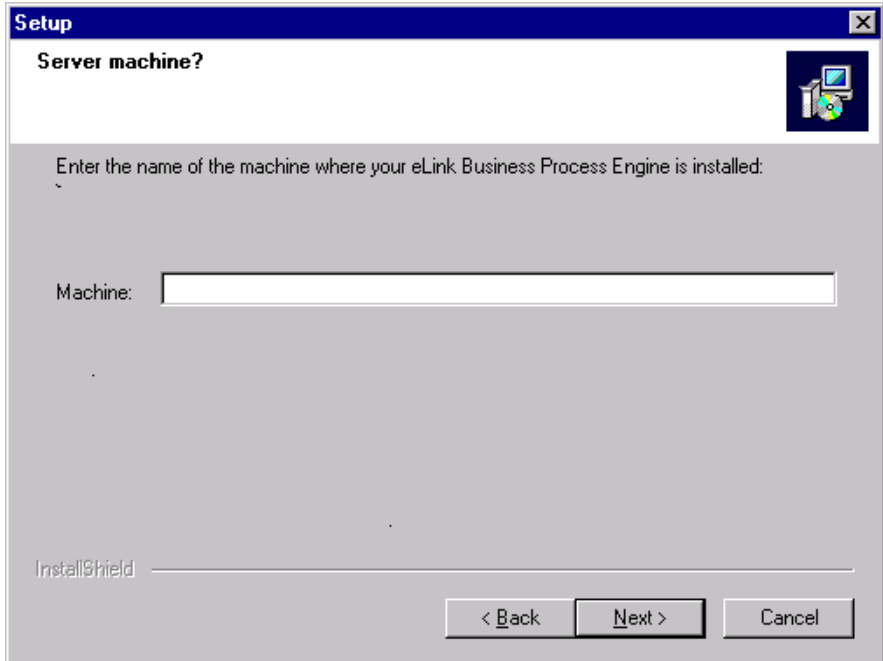 Setup
Server machine?
Enter the name of the machine where your eLink Business Process Engine is installed:
Machine:
InstallShield
< Back Next > Cancel